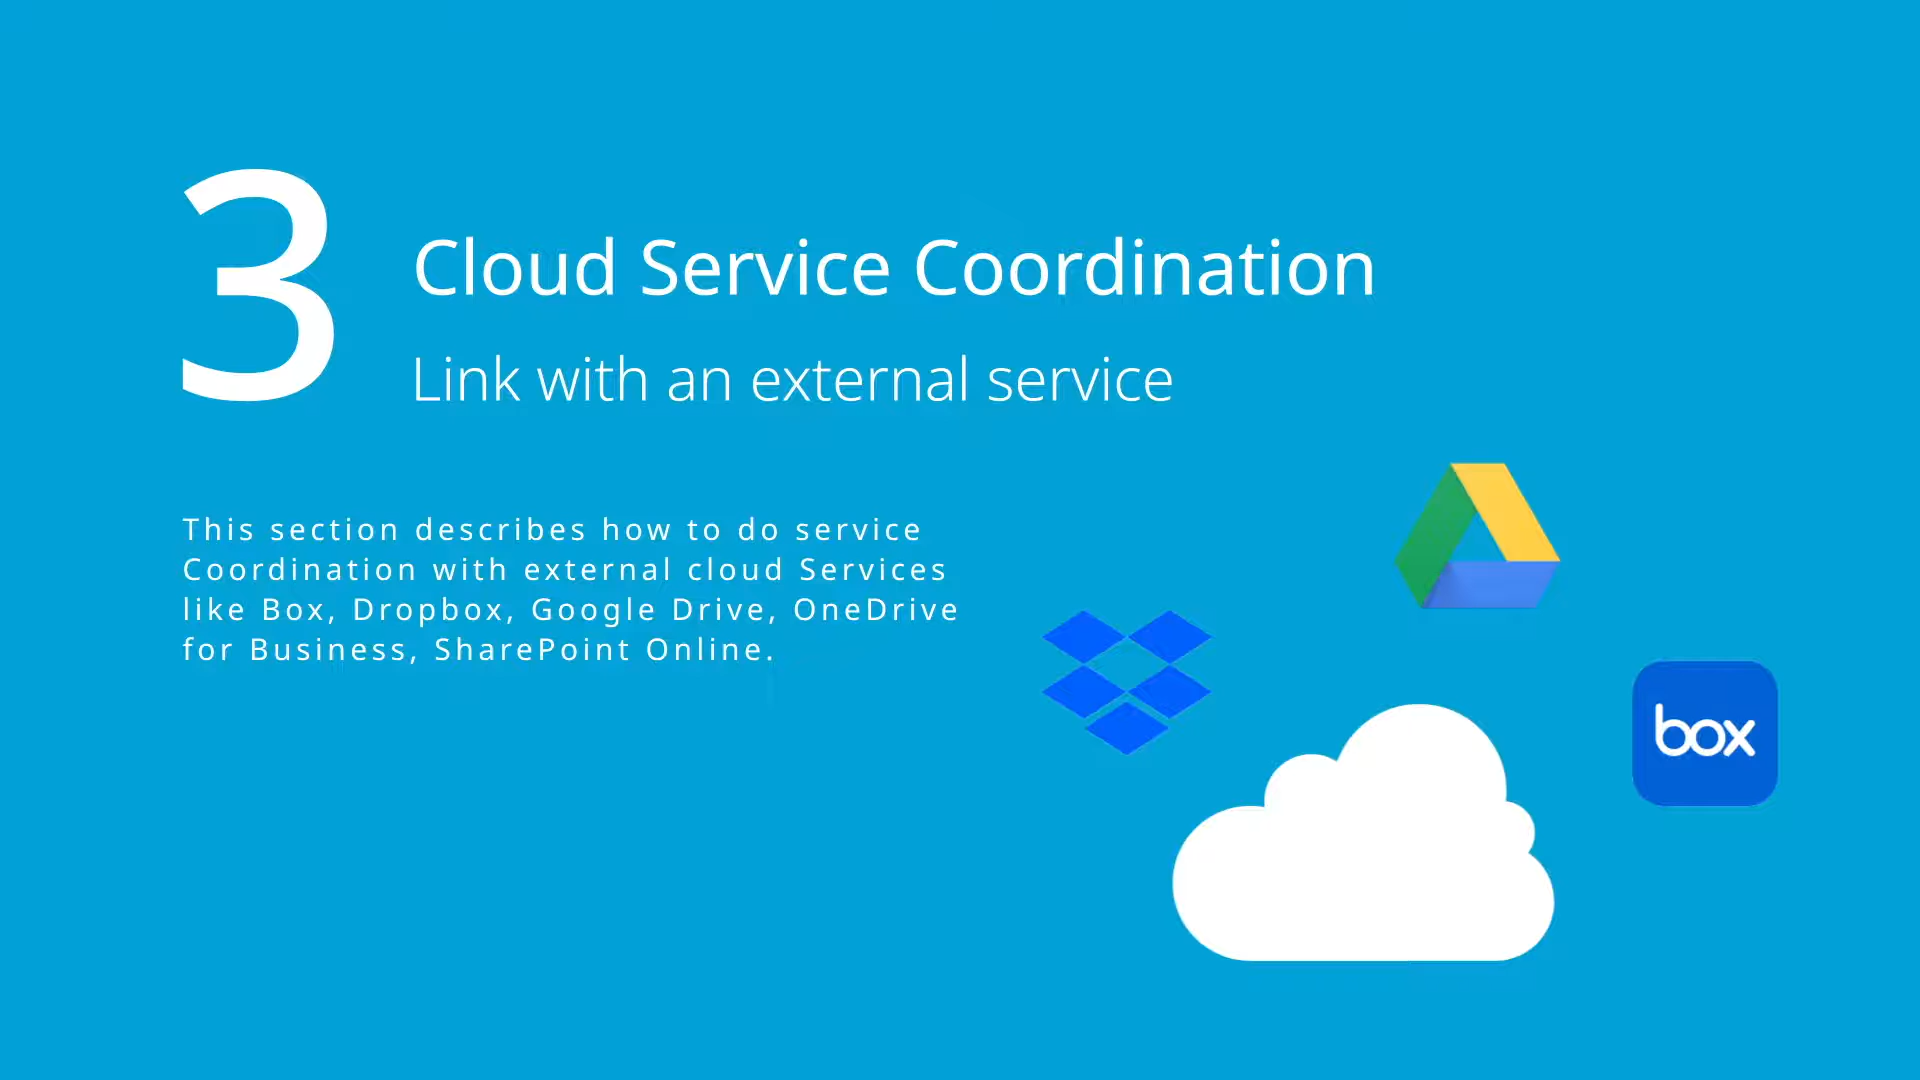 3
Cloud Service Coordination
Link with an external service
This section describes how to do service
Coordination with external cloud Services
like Box, Dropbox, Google Drive, OneDrive
for Business, SharePoint Online.
box